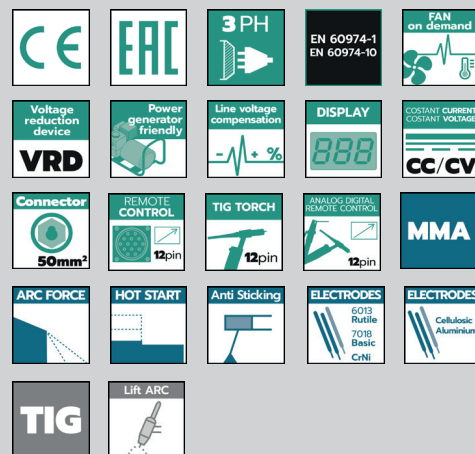 CE
EAC
3 PH
EN 60974-1
EN 60974-10
FAN
on demand
Voltage
reduction
device
VRD
Power
generator
friendly
Line voltage
compensation
- + %
DISPLAY
888
COSTANT CURRENT
COSTANT VOLTAGE
CC/CV
Connector
50mm²
REMOTE
CONTROL
12pin
TIG TORCH
12pin
ANALOG DIGITAL
REMOTE CONTROL
12pin
MMA
ARC FORCE
HOT START
Anti Sticking
ELECTRODES
6013
Rutile
7018
Basic
CrNi
ELECTRODES
Cellulosic
Aluminium
TIG
Lift ARC